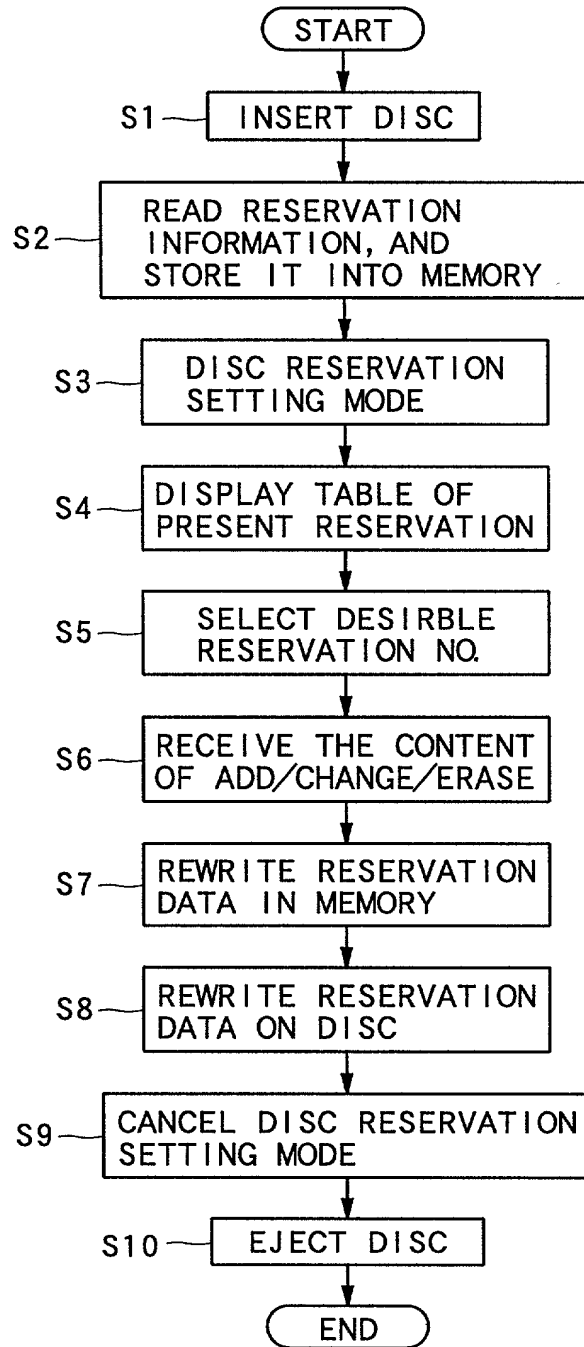 START
S1 INSERT DISC
S2 READ RESERVATION
INFORMATION, AND
STORE IT INTO MEMORY
S3 DISC RESERVATION
SETTING MODE
S4 DISPLAY TABLE OF
PRESENT RESERVATION
S5 SELECT DESIRBLE
RESERVATION NO.
S6 RECEIVE THE CONTENT
OF ADD/CHANGE/ERASE
S7 REWRITE RESERVATION
DATA IN MEMORY
S8 REWRITE RESERVATION
DATA ON DISC
S9 CANCEL DISC RESERVATION
SETTING MODE
S10 EJECT DISC
END